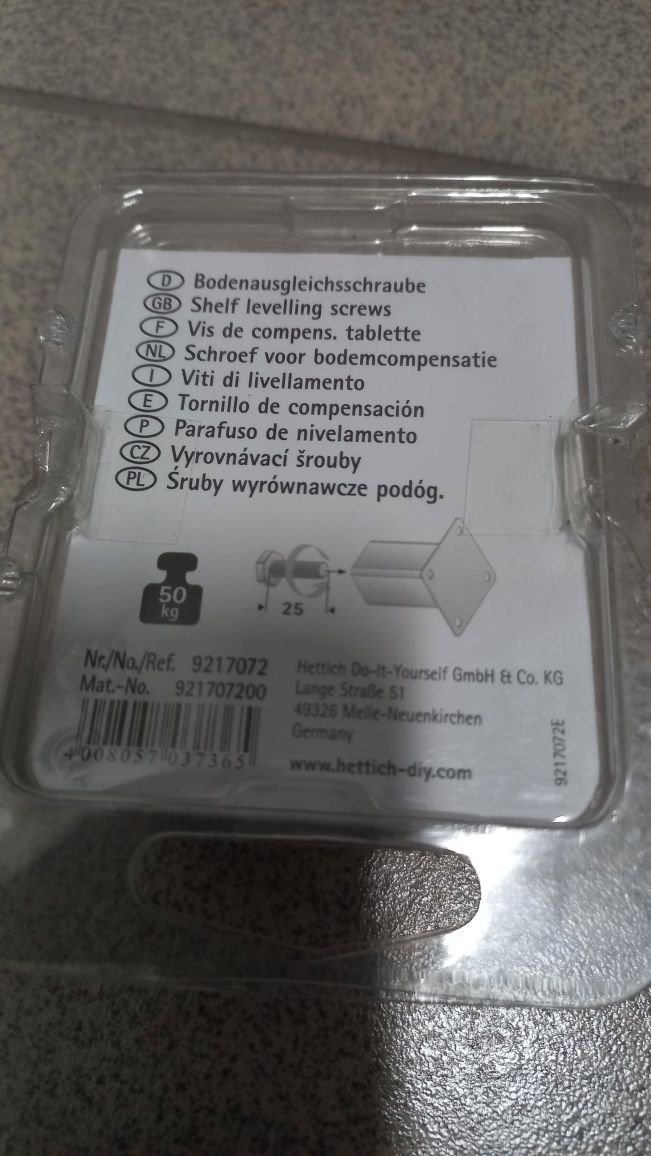 D Bodenausgleichsschraube
GB Shelf levelling screws
F Vis de compens. tablette
NL Schroef voor bodemcompensatie
I Viti di livellamento
E Tornillo de compensación
P Parafuso de nivelamento
CZ Vyrovnávací šrouby
PL Śruby wyrównawcze podóg.
50
kg
25
Nr./No./Ref. 9217072
Mat.-No. 921707200
4 008057 037365
Hettich Do-It-Yourself GmbH & Co. KG
Lange Straße 51
49326 Melle-Neuenkirchen
Germany
www.hettich-diy.com
9217072E